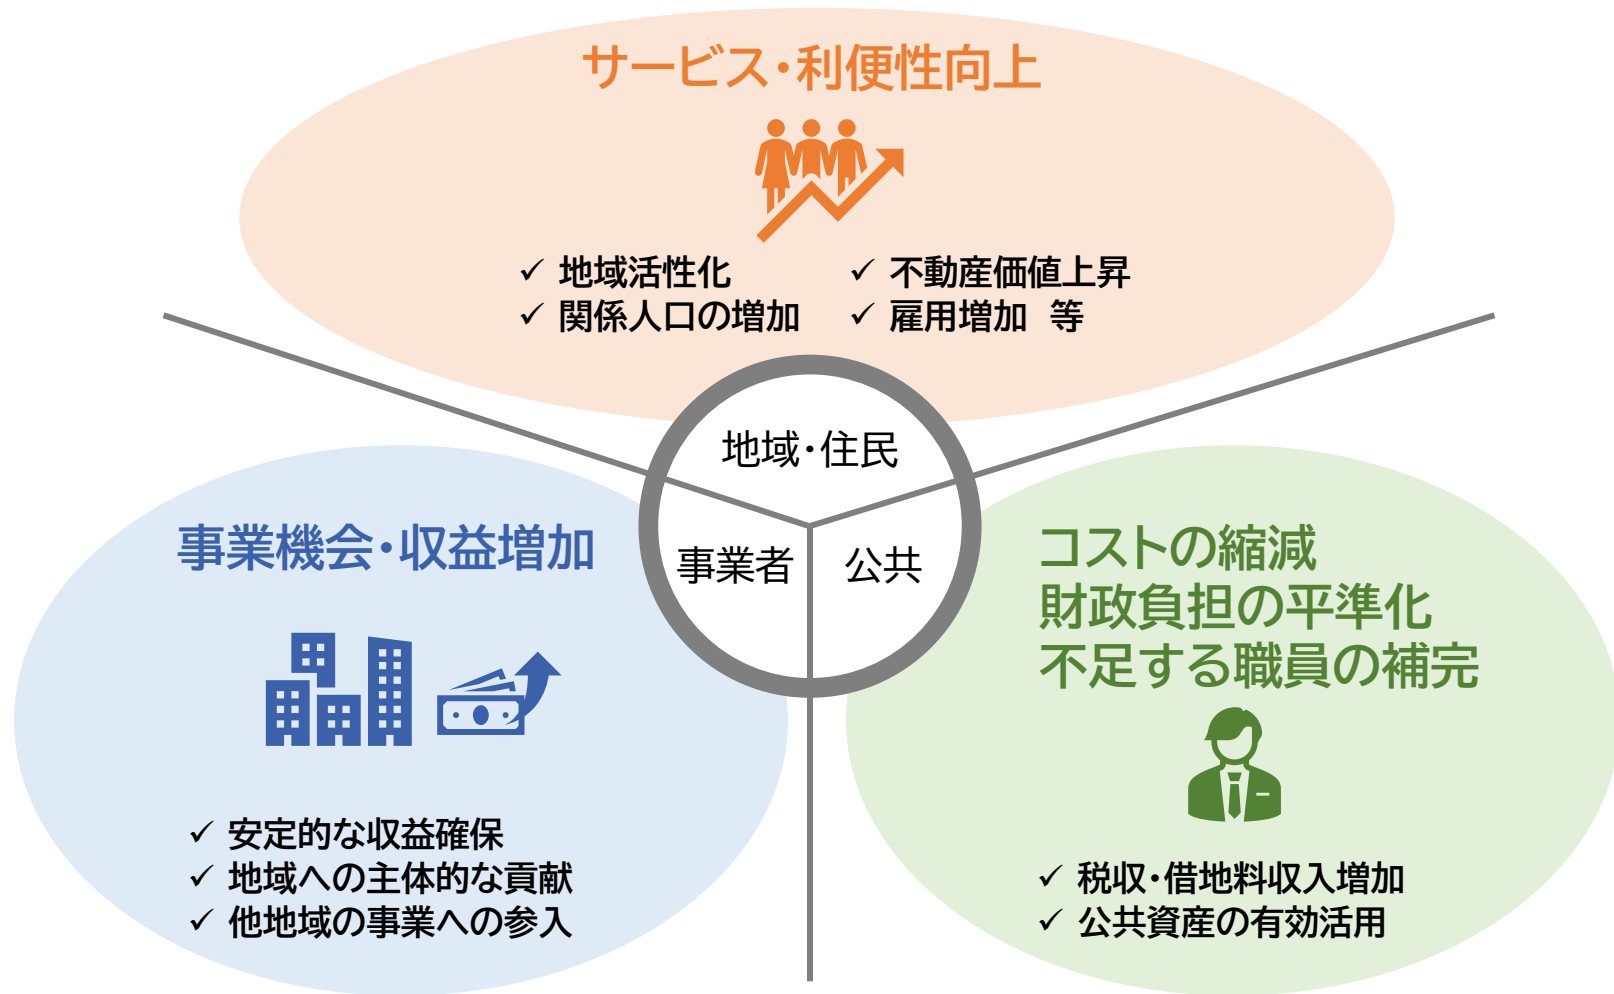 サービス・利便性向上
✓ 地域活性化
✓ 関係人口の増加
✓ 不動産価値上昇
✓ 雇用増加 等
地域・住民
事業者
公共
事業機会・収益増加
✓ 安定的な収益確保
✓ 地域への主体的な貢献
✓ 他地域の事業への参入
コストの縮減
財政負担の平準化
不足する職員の補完
✓ 税収・借地料収入増加
✓ 公共資産の有効活用